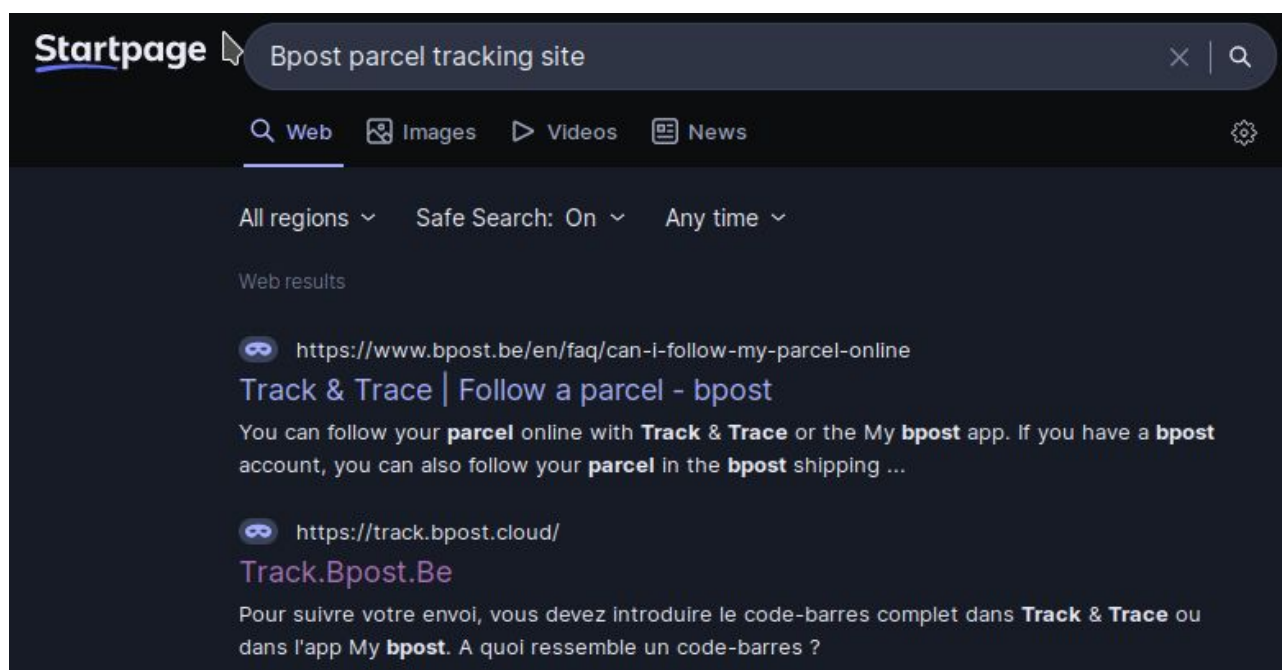 Startpage
Bpost parcel tracking site
Web Images Videos News
All regions Safe Search: On Any time
Web results
https://www.bpost.be/en/faq/can-i-follow-my-parcel-online
Track & Trace | Follow a parcel - bpost
You can follow your parcel online with Track & Trace or the My bpost app. If you have a bpost
account, you can also follow your parcel in the bpost shipping ...
https://track.bpost.cloud/
Track.Bpost.Be
Pour suivre votre envoi, vous devez introduire le code-barres complet dans Track & Trace ou
dans l'app My bpost. A quoi ressemble un code-barres ?